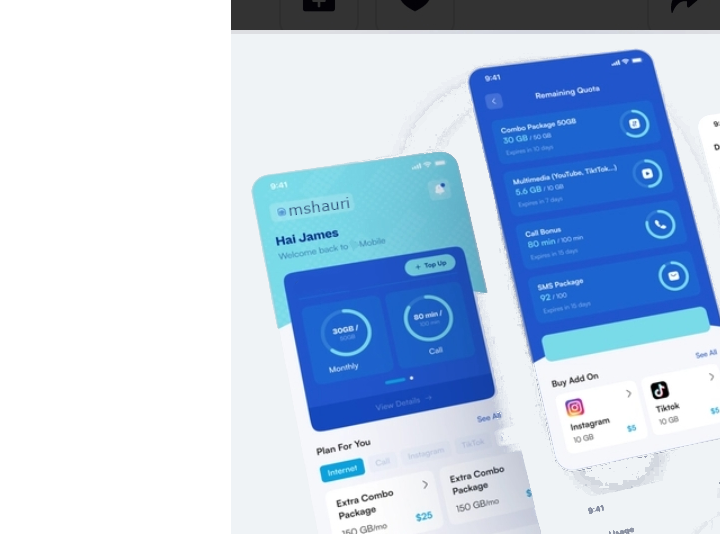 9:41
mshauri
Hai James
Welcome back to
Mobile
+ Top Up
30GB /
80 min /
Monthly
Call
View Details →
Plan For You
See All
Internet
Call
Instagram
TikTok
Extra Combo
Package
150 GB/mo
$25
Extra Combo
Package
150 GB/mo
9:41
Remaining Quota
Combo Package 50GB
30 GB / 50 GB
Expires in 10 days
Multimedia (YouTube, TikTok...)
5.6 GB / 10 GB
Expires in 7 days
Call Bonus
80 min / 100 min
Expires in 15 days
SMS Package
92 / 100
Expires in 15 days
Buy Add On
See All
Instagram
10 GB
$5
Tiktok
10 GB
$5
9:41
Usage